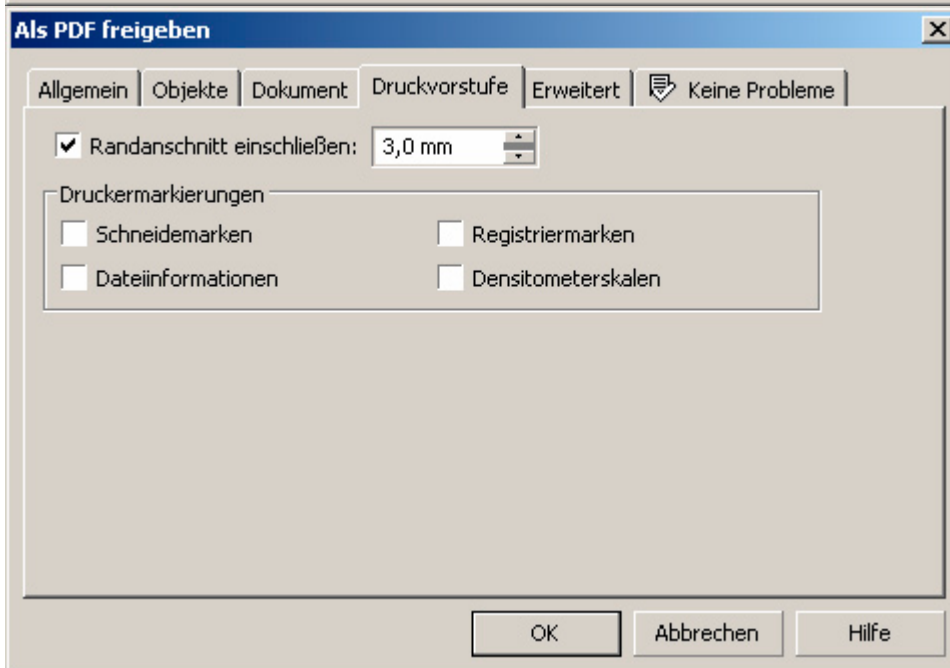 Als PDF freigeben
Allgemein Objekte Dokument Druckvorstufe Erweitert Keine Probleme
Randanschnitt einschließen: 3,0 mm
Druckermarkierungen
Schneidemarken Registriermarken
Dateiinformationen Densitometerskalen
OK Abbrechen Hilfe